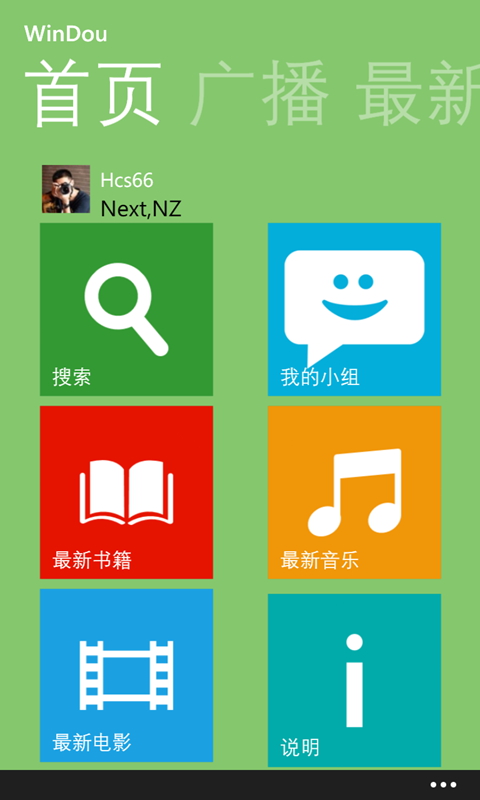 WinDou
首页 广播 最新
Hcs66
Next,NZ
搜索
我的小组
最新书籍
最新音乐
最新电影
说明